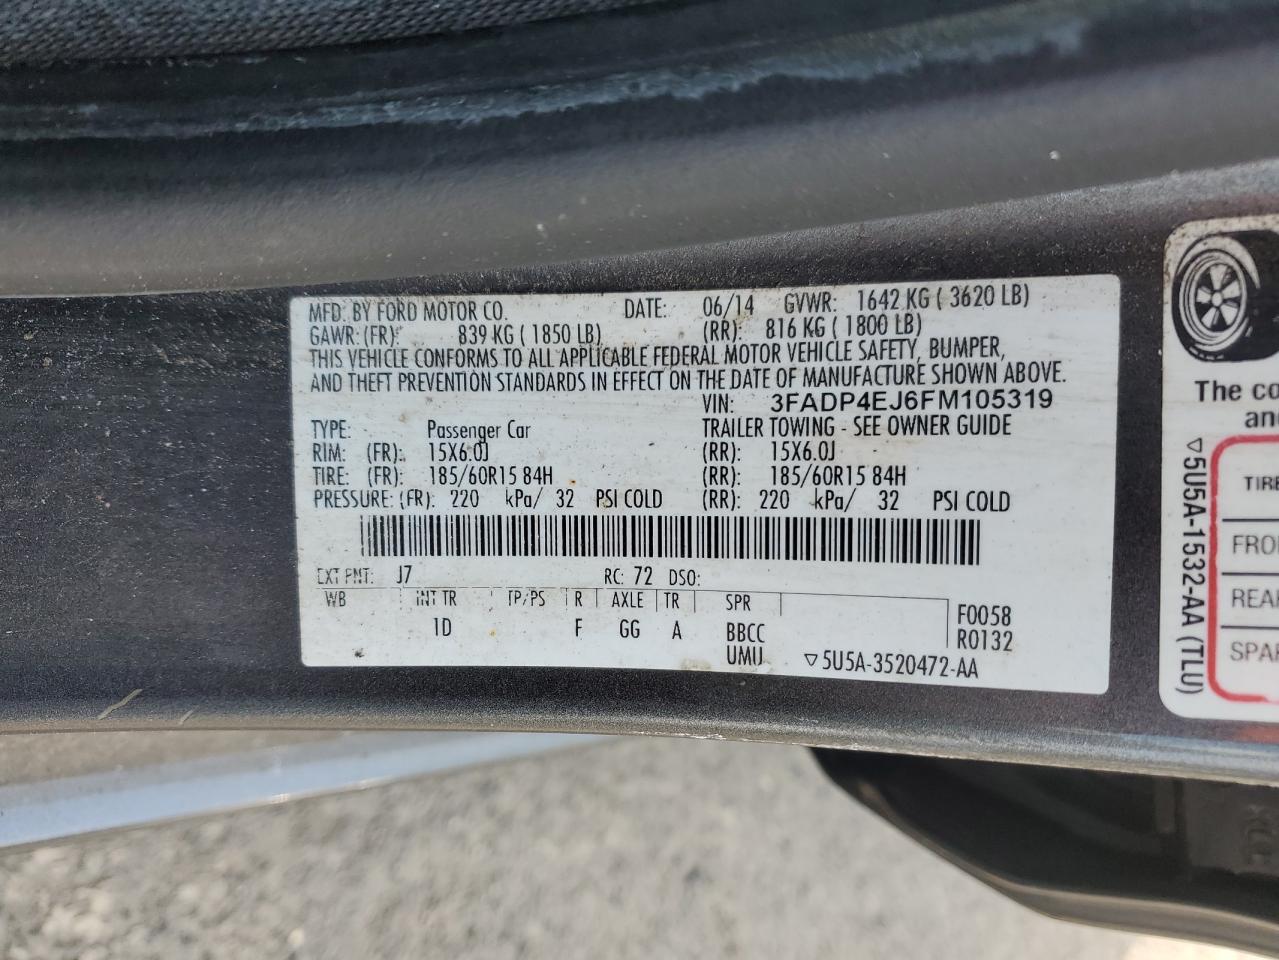 MFD. BY FORD MOTOR CO. DATE: 06/14 GVWR: 1642 KG ( 3620 LB)
GAWR:(FR): 839 KG ( 1850 LB) (RR): 816 KG ( 1800 LB)
THIS VEHICLE CONFORMS TO ALL APPLICABLE FEDERAL MOTOR VEHICLE SAFETY, BUMPER,
AND THEFT PREVENTION STANDARDS IN EFFECT ON THE DATE OF MANUFACTURE SHOWN ABOVE.
VIN: 3FADP4EJ6FM105319
TYPE: Passenger Car TRAILER TOWING - SEE OWNER GUIDE
RIM: (FR): 15X6.0J (RR): 15X6.0J
TIRE: (FR): 185/60R15 84H (RR): 185/60R15 84H
PRESSURE: (FR): 220 kPa/ 32 PSI COLD (RR): 220 kPa/ 32 PSI COLD
EXT PNT: J7 RC: 72 DSO:
WB INT TR TP/PS R AXLE TR SPR F0058
1D F GG A BBCC R0132
UMU ▽5U5A-3520472-AA
The co
and
▽5U5A-1532-AA (TLU)
TIRE
FRO
REA
SPA